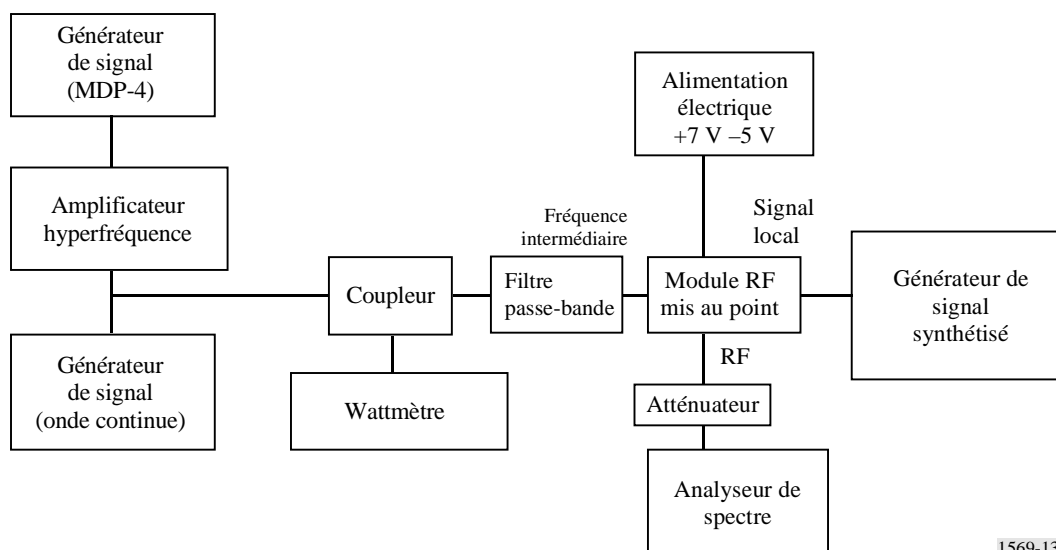 Générateur
de signal
(MDP-4)
Amplificateur
hyperfréquence
Générateur
de signal
(onde continue)
Coupleur
Wattmètre
Fréquence
intermédiaire
Filtre
passe-bande
Alimentation
électrique
+7 V –5 V
Signal
local
Module RF
mis au point
RF
Atténuateur
Analyseur de
spectre
Générateur de
signal
synthétisé
1569-13